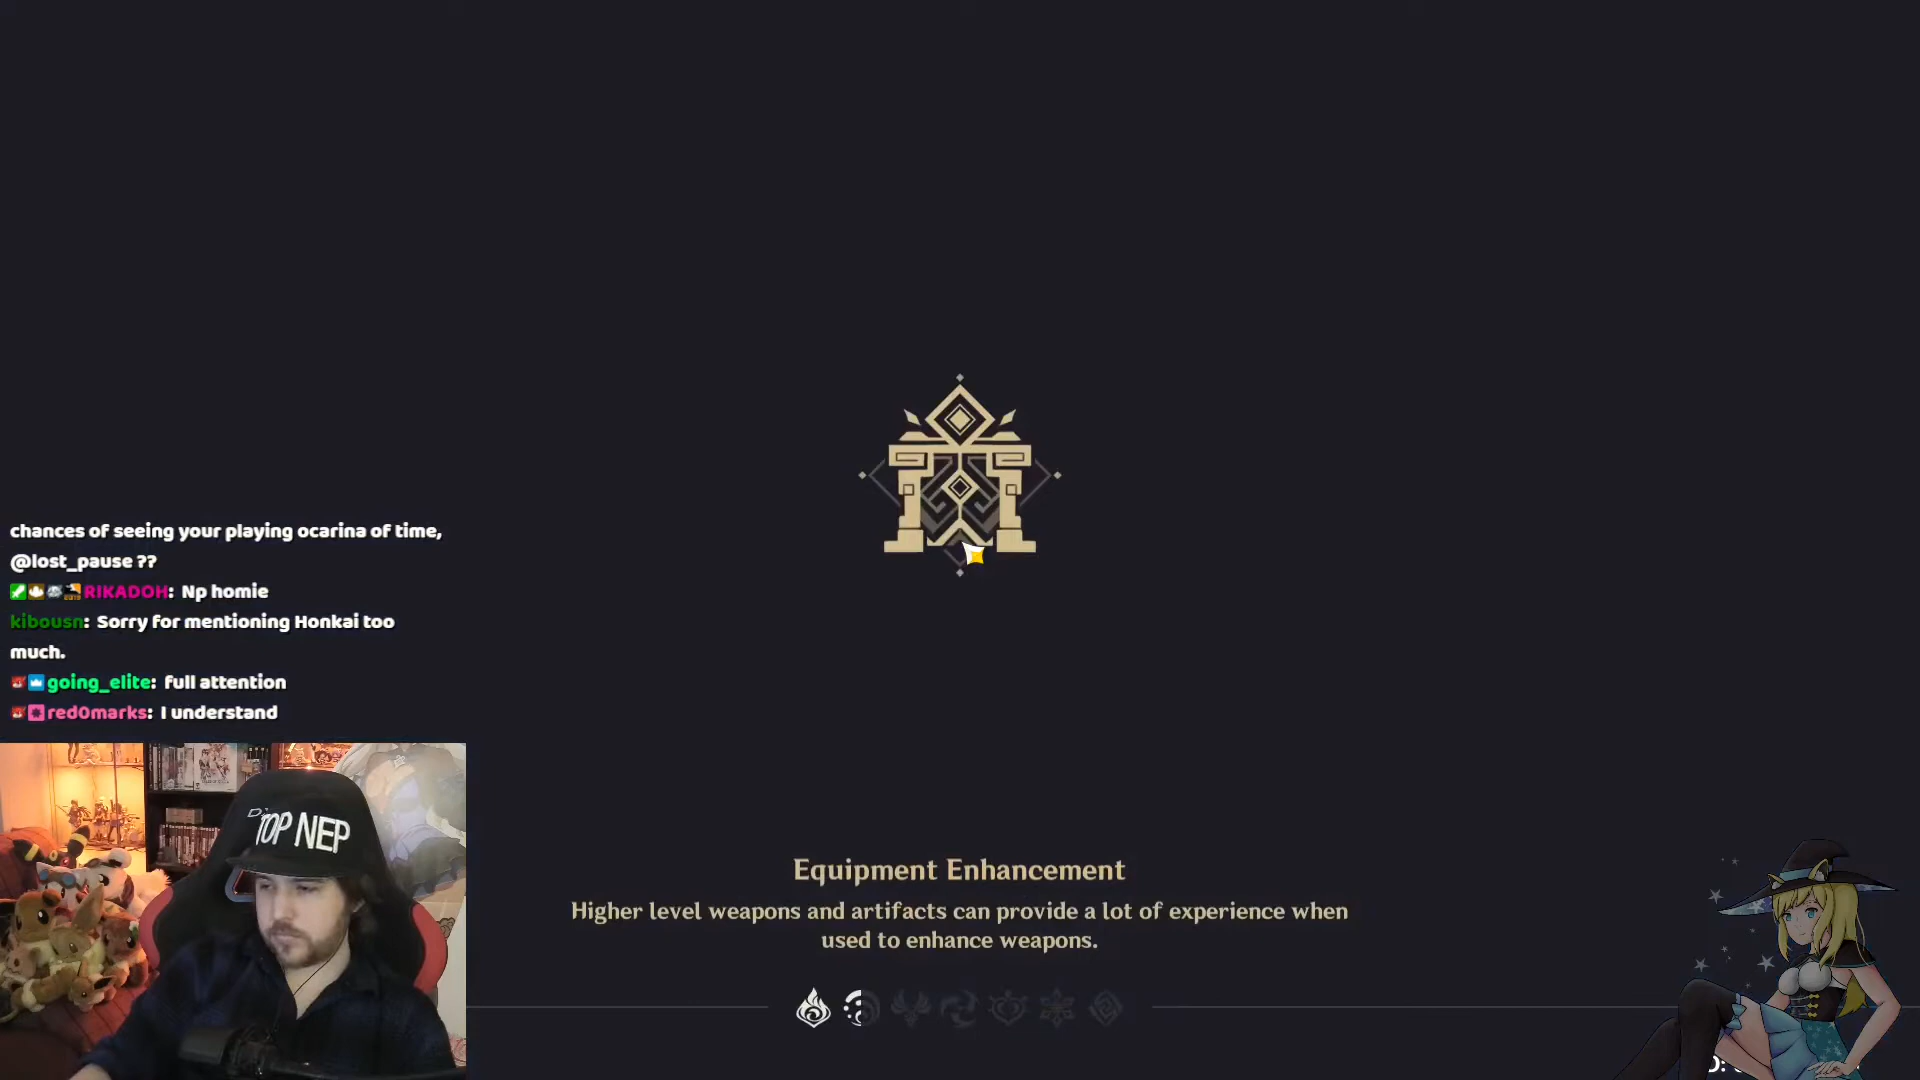 chances of seeing your playing ocarina of time,
@lost_pause ??
RIKADOH: Np homie
kibousn: Sorry for mentioning Honkai too
much.
going_elite: full attention
red0marks: I understand
TOP NEP
Equipment Enhancement
Higher level weapons and artifacts can provide a lot of experience when
used to enhance weapons.